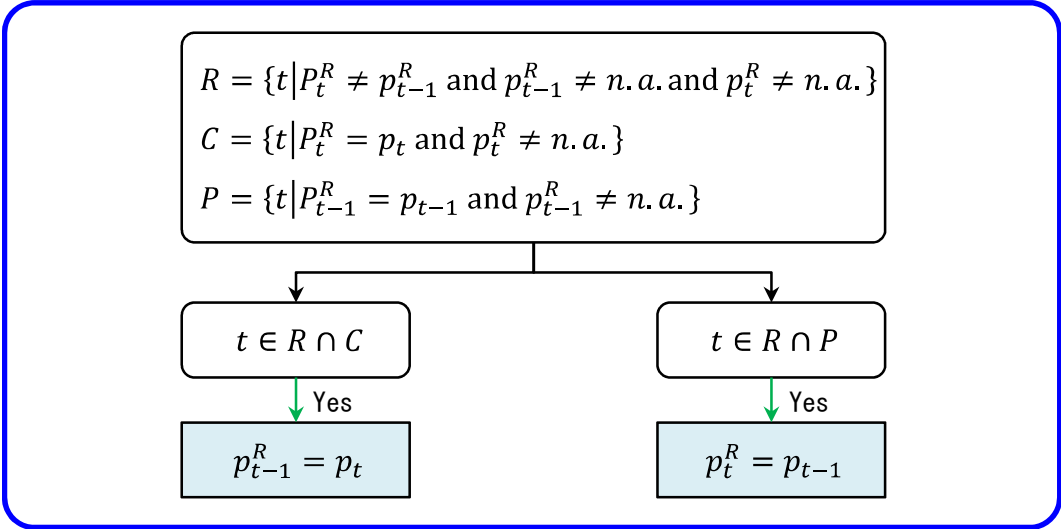 R = {t|P_t^R ≠ p_{t−1}^R and p_{t−1}^R ≠ n.a. and p_t^R ≠ n.a.}
C = {t|P_t^R = p_t and p_t^R ≠ n.a.}
P = {t|P_{t−1}^R = p_{t−1} and p_{t−1}^R ≠ n.a.}
t ∈ R ∩ C
t ∈ R ∩ P
Yes
Yes
p_{t−1}^R = p_t
p_t^R = p_{t−1}